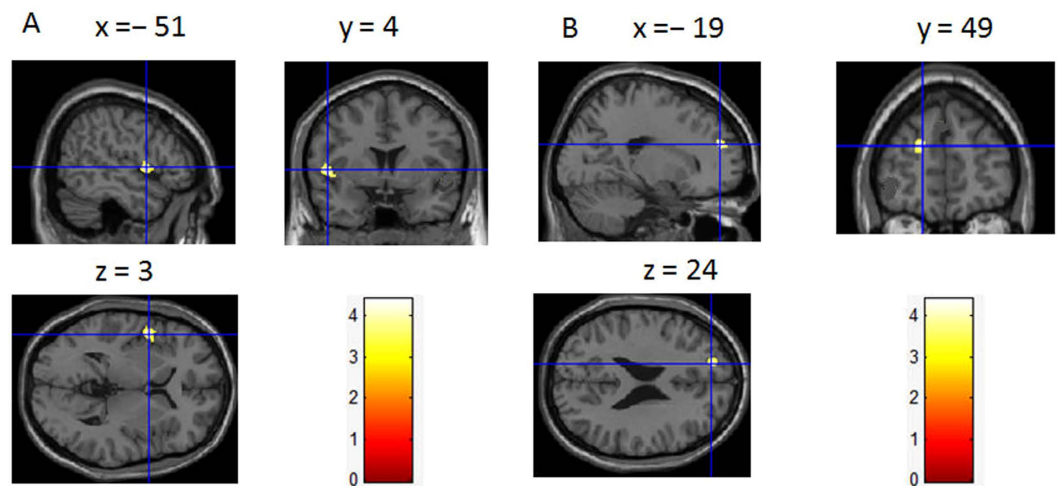 A x =− 51 y = 4
z = 3
4
3
2
1
0
B x =− 19 y = 49
z = 24
4
3
2
1
0